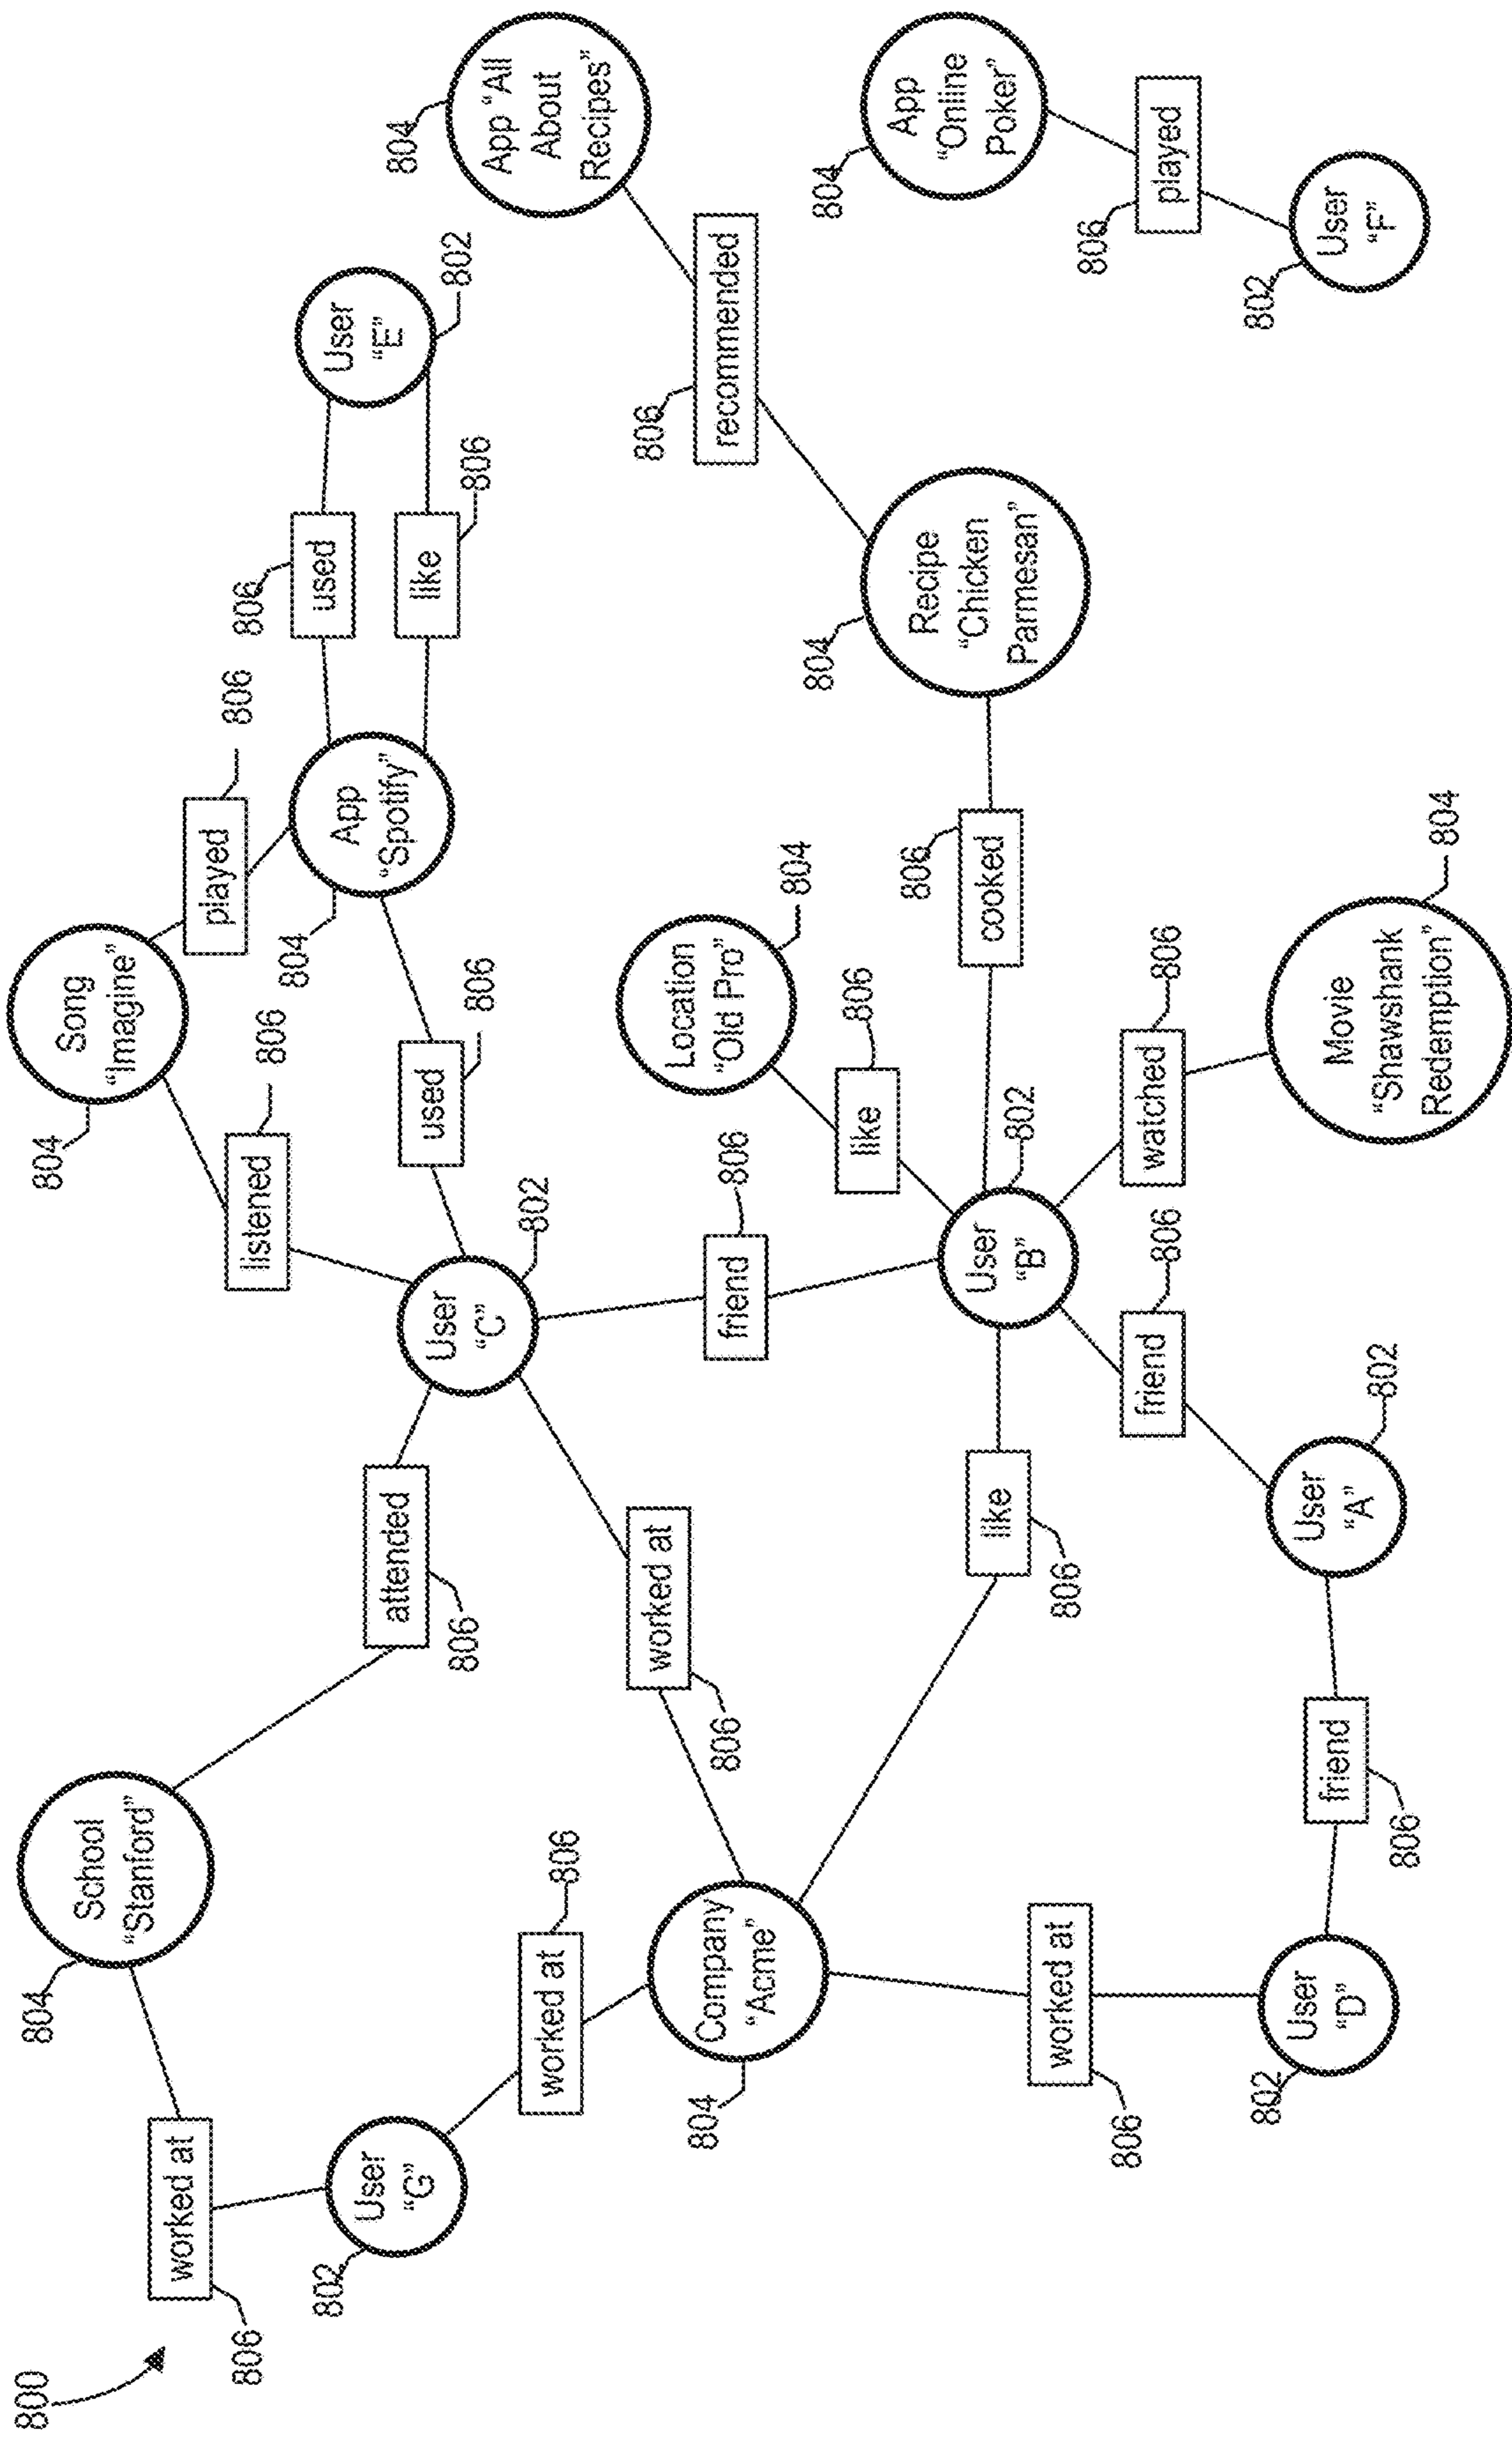 800
806
worked at
804
School
“Stanford”
attended
806
804
Song
“Imagine”
listened
806
played
806
802
User
“G”
worked at
806
User
“C”
802
used
806
804
App
“Spotify”
used
806
like
806
User
“E”
802
804
App “All
About
Recipes”
804
Company
“Acme”
worked at
806
friend
806
Location
“Old Pro”
804
like
806
recommended
806
worked at
806
like
806
User
“B”
802
cooked
806
804
Recipe
“Chicken
Parmesan”
804
App
“Online
Poker”
802
User
“D”
friend
806
User
“A”
802
friend
806
watched
806
Movie
“Shawshank
Redemption”
804
played
806
802
User
“F”